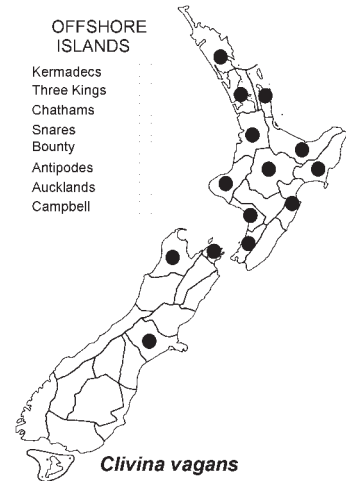 OFFSHORE
ISLANDS
Kermadecs
Three Kings
Chathams
Snares
Bounty
Antipodes
Aucklands
Campbell
Clivina vagans